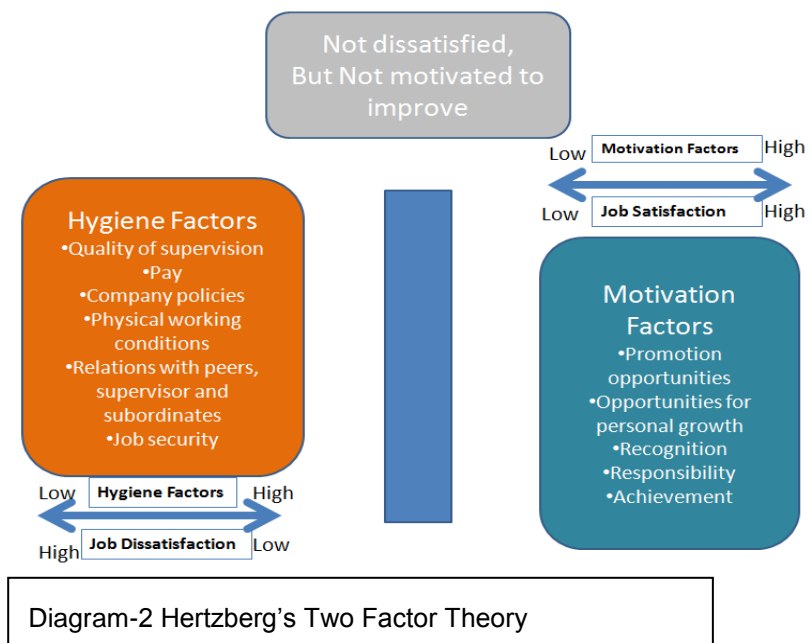 Not dissatisfied,
But Not motivated to
improve
Low Motivation Factors High
Low Job Satisfaction High
Hygiene Factors
•Quality of supervision
•Pay
•Company policies
•Physical working
conditions
•Relations with peers,
supervisor and
subordinates
•Job security
Low Hygiene Factors High
High Job Dissatisfaction Low
Motivation
Factors
•Promotion
opportunities
•Opportunities for
personal growth
•Recognition
•Responsibility
•Achievement
Diagram-2 Hertzberg's Two Factor Theory